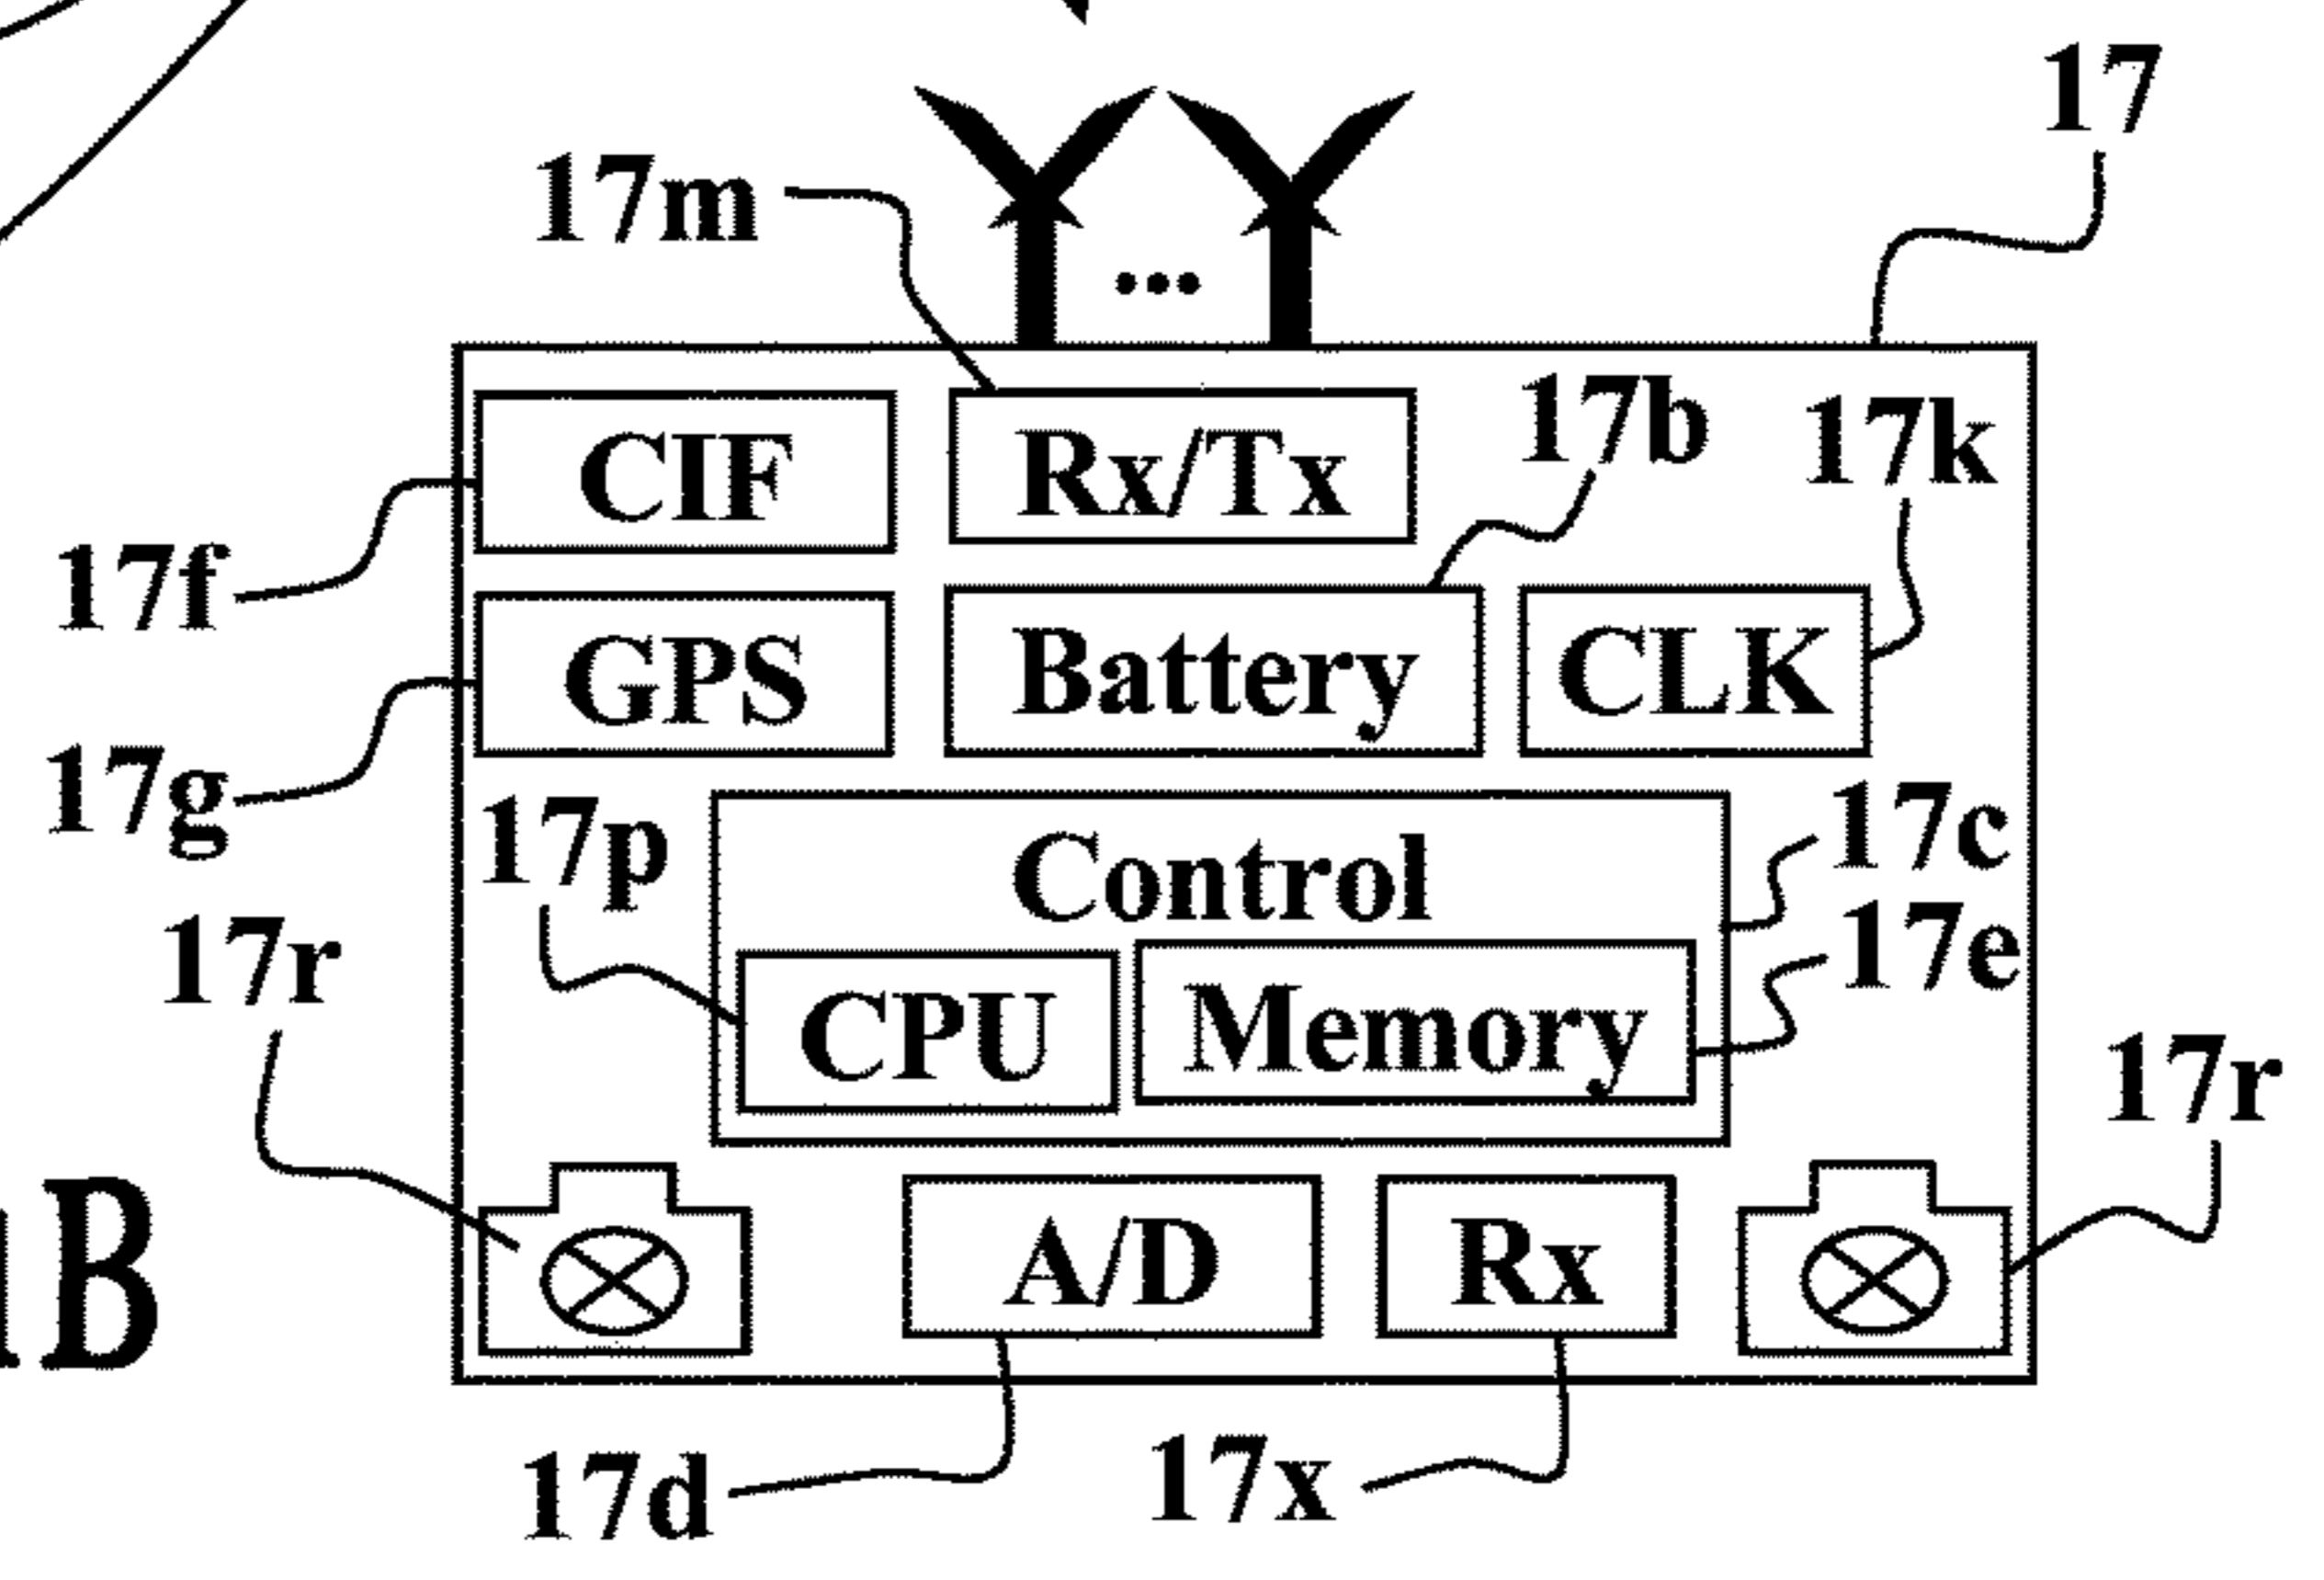 17
17m
17b
17k
CIF
Rx/Tx
17f
GPS
Battery
CLK
17g
17p
Control
17c
17r
17e
CPU
Memory
17r
B
A/D
Rx
17d
17x